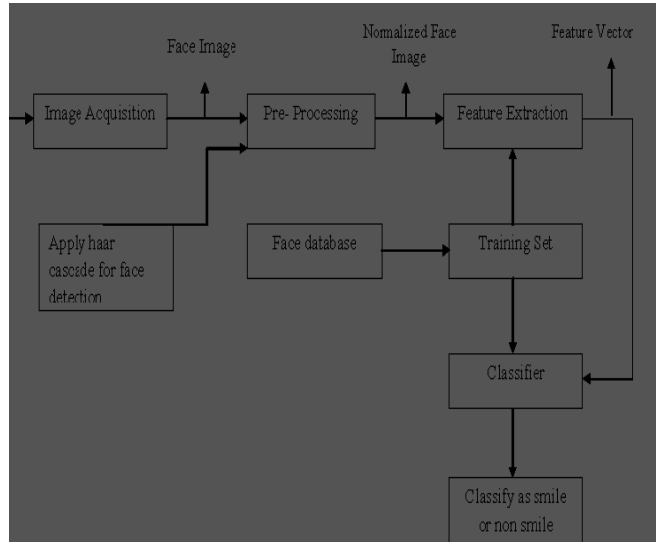 Face Image
Normalized Face
Image
Feature Vector
Image Acquisition
Pre- Processing
Feature Extraction
Apply haar
cascade for face
detection
Face database
Training Set
Classifier
Classify as smile
or non smile